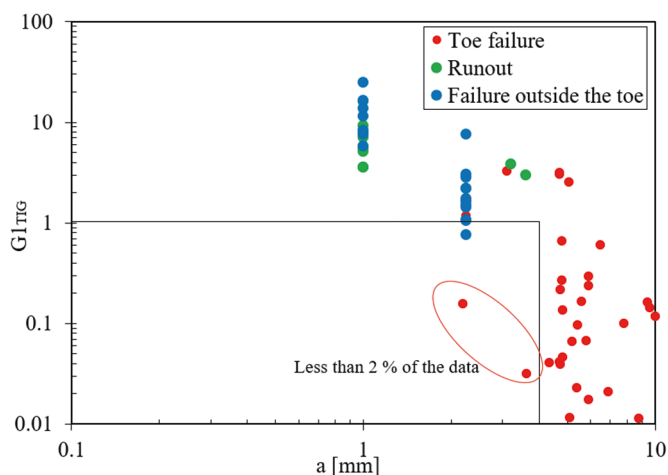 100
10
1
0.1
0.01
G1TIG
Toe failure
Runout
Failure outside the toe
Less than 2 % of the data
0.1
1
10
a [mm]